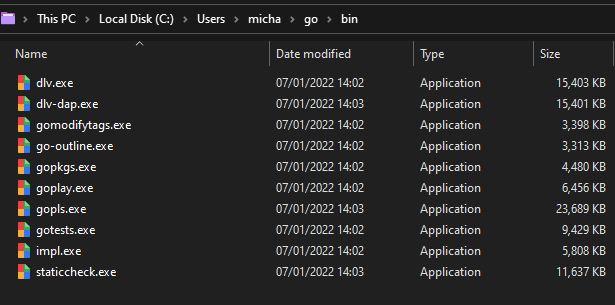 This PC > Local Disk (C:) > Users > micha > go > bin
Name Date modified Type Size
dlv.exe 07/01/2022 14:02 Application 15,403 KB
dlv-dap.exe 07/01/2022 14:03 Application 15,401 KB
gomodifytags.exe 07/01/2022 14:02 Application 3,398 KB
go-outline.exe 07/01/2022 14:02 Application 3,313 KB
gopkgs.exe 07/01/2022 14:02 Application 4,480 KB
goplay.exe 07/01/2022 14:02 Application 6,456 KB
gopls.exe 07/01/2022 14:03 Application 23,689 KB
gotests.exe 07/01/2022 14:02 Application 9,429 KB
impl.exe 07/01/2022 14:02 Application 5,808 KB
staticcheck.exe 07/01/2022 14:03 Application 11,637 KB